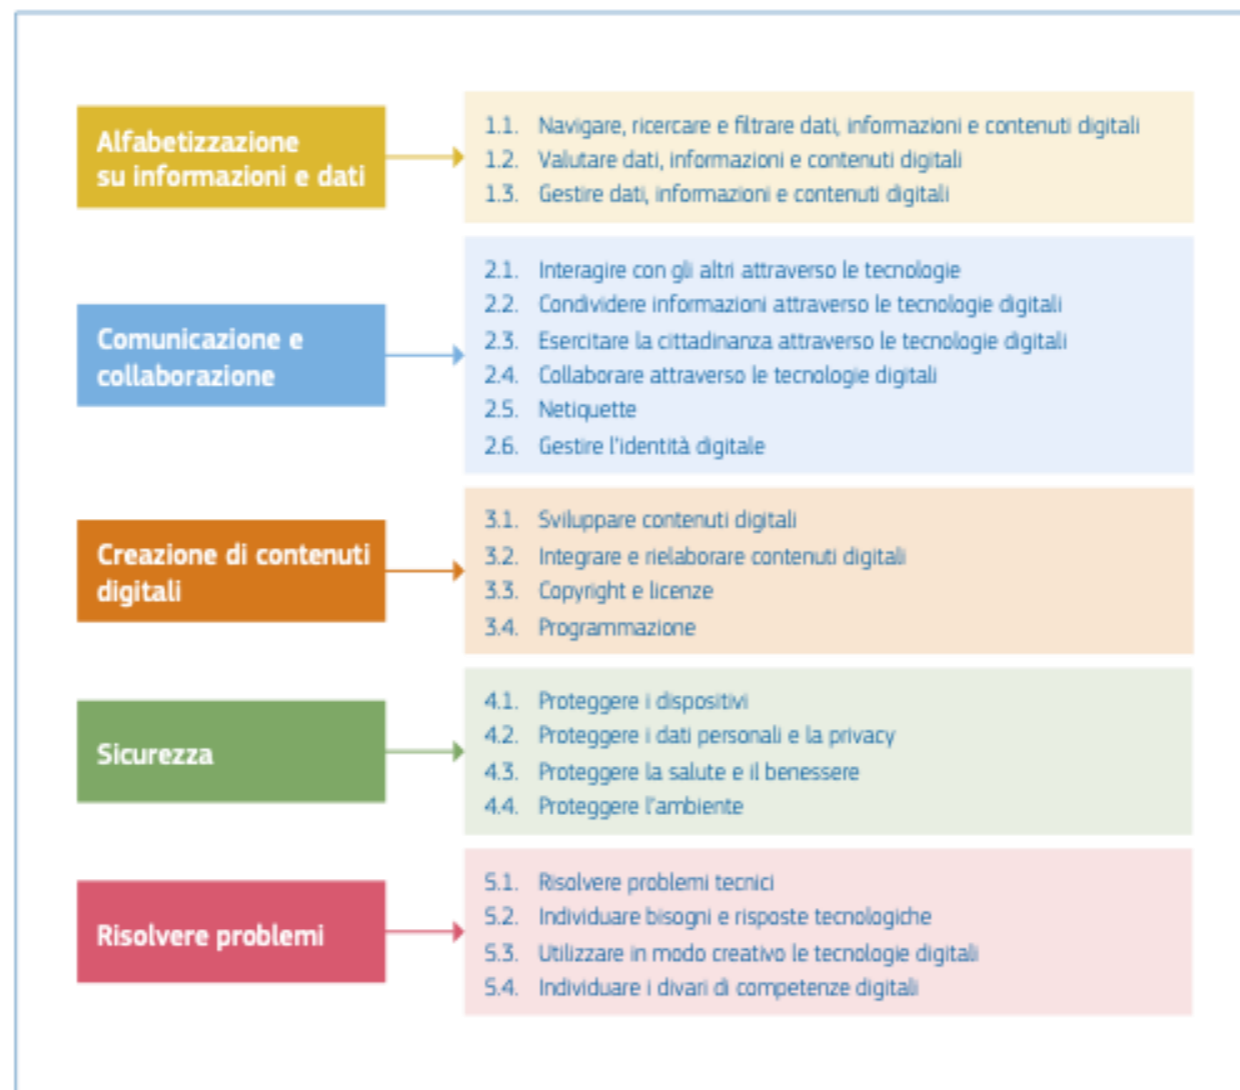 Alfabetizzazione
su informazioni e dati
1.1. Navigare, ricercare e filtrare dati, informazioni e contenuti digitali
1.2. Valutare dati, informazioni e contenuti digitali
1.3. Gestire dati, informazioni e contenuti digitali
Comunicazione e
collaborazione
2.1. Interagire con gli altri attraverso le tecnologie
2.2. Condividere informazioni attraverso le tecnologie digitali
2.3. Esercitare la cittadinanza attraverso le tecnologie digitali
2.4. Collaborare attraverso le tecnologie digitali
2.5. Netiquette
2.6. Gestire l'identità digitale
Creazione di contenuti
digitali
3.1. Sviluppare contenuti digitali
3.2. Integrare e rielaborare contenuti digitali
3.3. Copyright e licenze
3.4. Programmazione
Sicurezza
4.1. Proteggere i dispositivi
4.2. Proteggere i dati personali e la privacy
4.3. Proteggere la salute e il benessere
4.4. Proteggere l'ambiente
Risolvere problemi
5.1. Risolvere problemi tecnici
5.2. Individuare bisogni e risposte tecnologiche
5.3. Utilizzare in modo creativo le tecnologie digitali
5.4. Individuare i divari di competenze digitali